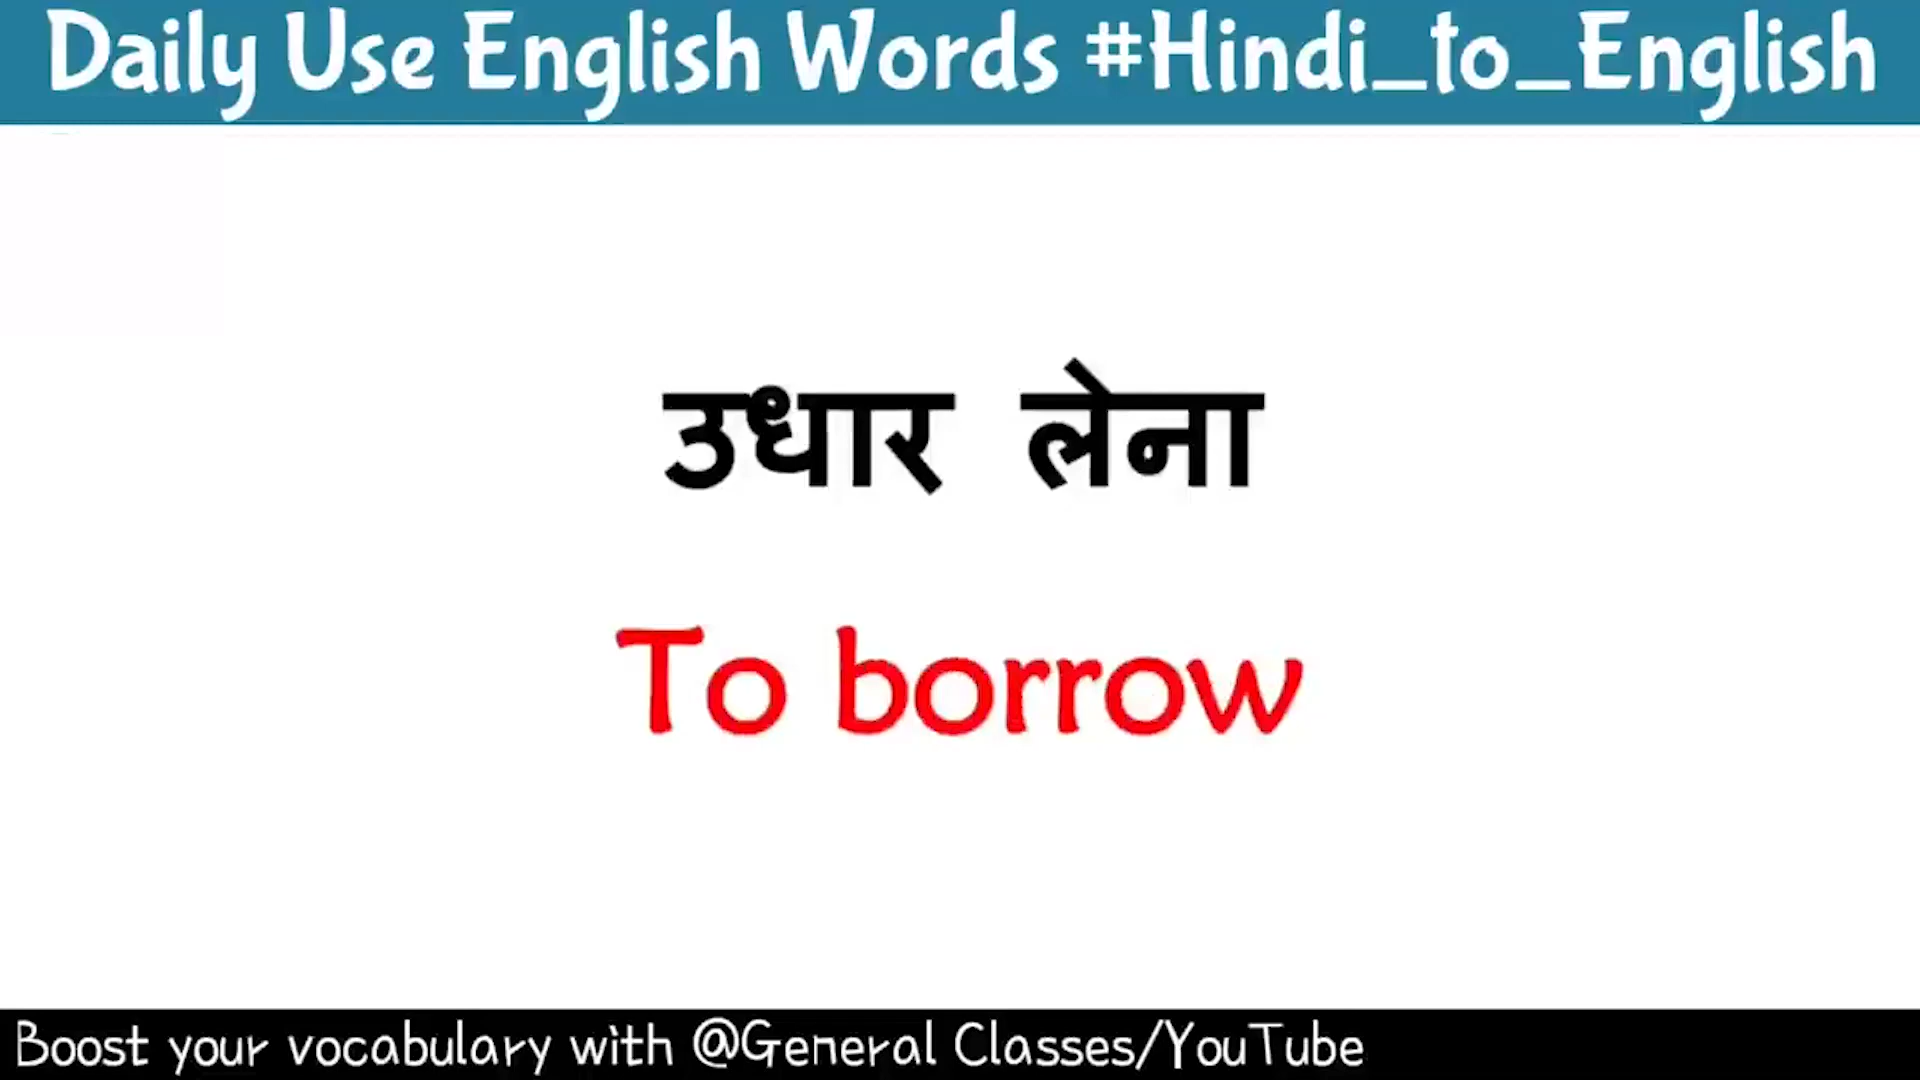 Daily Use English Words #Hindi_to_English
उधार लेना
To borrow
Boost your vocabulary with @General Classes/YouTube